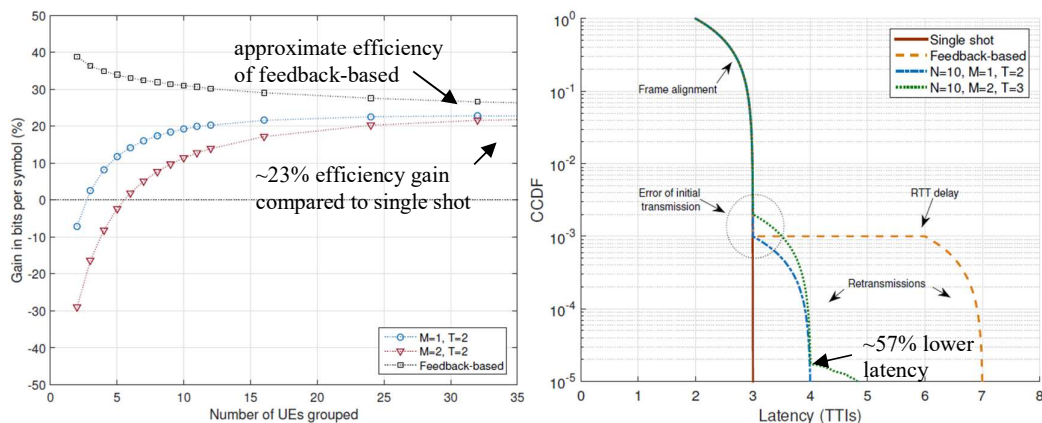 50
40
30
20
10
0
-10
-20
-30
-40
-50
Gain in bits per symbol (%)
approximate efficiency
of feedback-based
~23% efficiency gain
compared to single shot
M=1, T=2
M=2, T=2
Feedback-based
0 5 10 15 20 25 30 35
Number of UEs grouped
10^0
10^-1
10^-2
10^-3
10^-4
10^-5
CCDF
Single shot
Feedback-based
N=10, M=1, T=2
N=10, M=2, T=3
Frame alignment
Error of initial
transmission
RTT delay
Retransmissions
~57% lower
latency
0 1 2 3 4 5 6 7 8
Latency (TTIs)